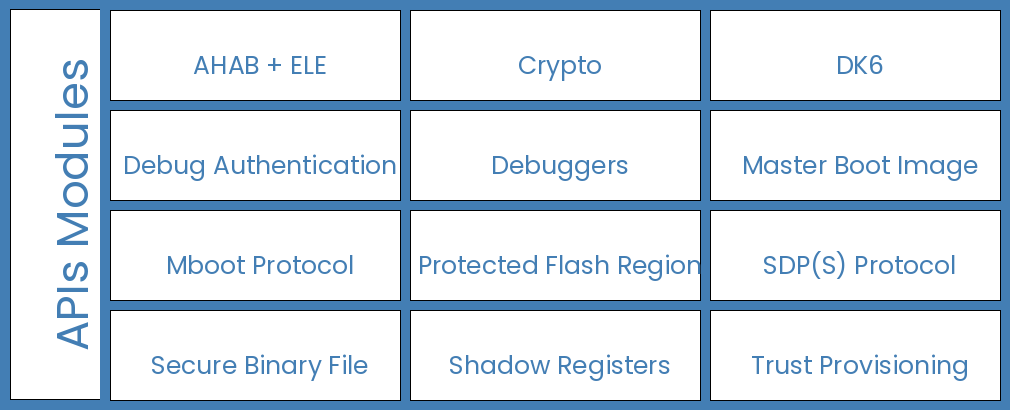 APIs Modules
AHAB + ELE
Crypto
DK6
Debug Authentication
Debuggers
Master Boot Image
Mboot Protocol
Protected Flash Region
SDP(S) Protocol
Secure Binary File
Shadow Registers
Trust Provisioning